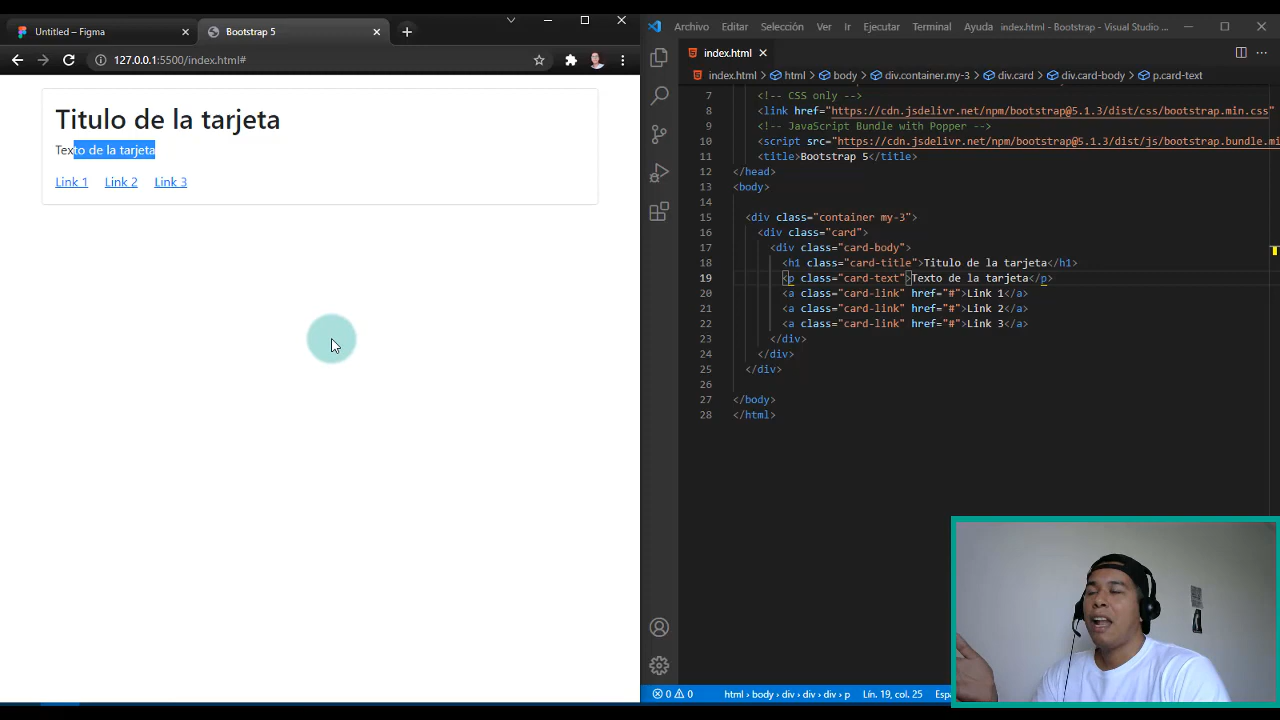 Untitled – Figma
Bootstrap 5
127.0.0.1:5500/index.html#
Titulo de la tarjeta
Texto de la tarjeta
Link 1 Link 2 Link 3
Archivo Editar Selección Ver Ir Ejecutar Terminal Ayuda index.html - Bootstrap - Visual Studio ...
index.html
index.html > html > body > div.container.my-3 > div.card > div.card-body > p.card-text
7 <!-- CSS only -->
8 <link href="https://cdn.jsdelivr.net/npm/bootstrap@5.1.3/dist/css/bootstrap.min.css"
9 <!-- JavaScript Bundle with Popper -->
10 <script src="https://cdn.jsdelivr.net/npm/bootstrap@5.1.3/dist/js/bootstrap.bundle.mi
11 <title>Bootstrap 5</title>
12 </head>
13 <body>
14
15 <div class="container my-3">
16 <div class="card">
17 <div class="card-body">
18 <h1 class="card-title">Titulo de la tarjeta</h1>
19 <p class="card-text">Texto de la tarjeta</p>
20 <a class="card-link" href="#">Link 1</a>
21 <a class="card-link" href="#">Link 2</a>
22 <a class="card-link" href="#">Link 3</a>
23 </div>
24 </div>
25 </div>
26
27 </body>
28 </html>
0 0 html > body > div > div > div > p Lín. 19, col. 25 Espa